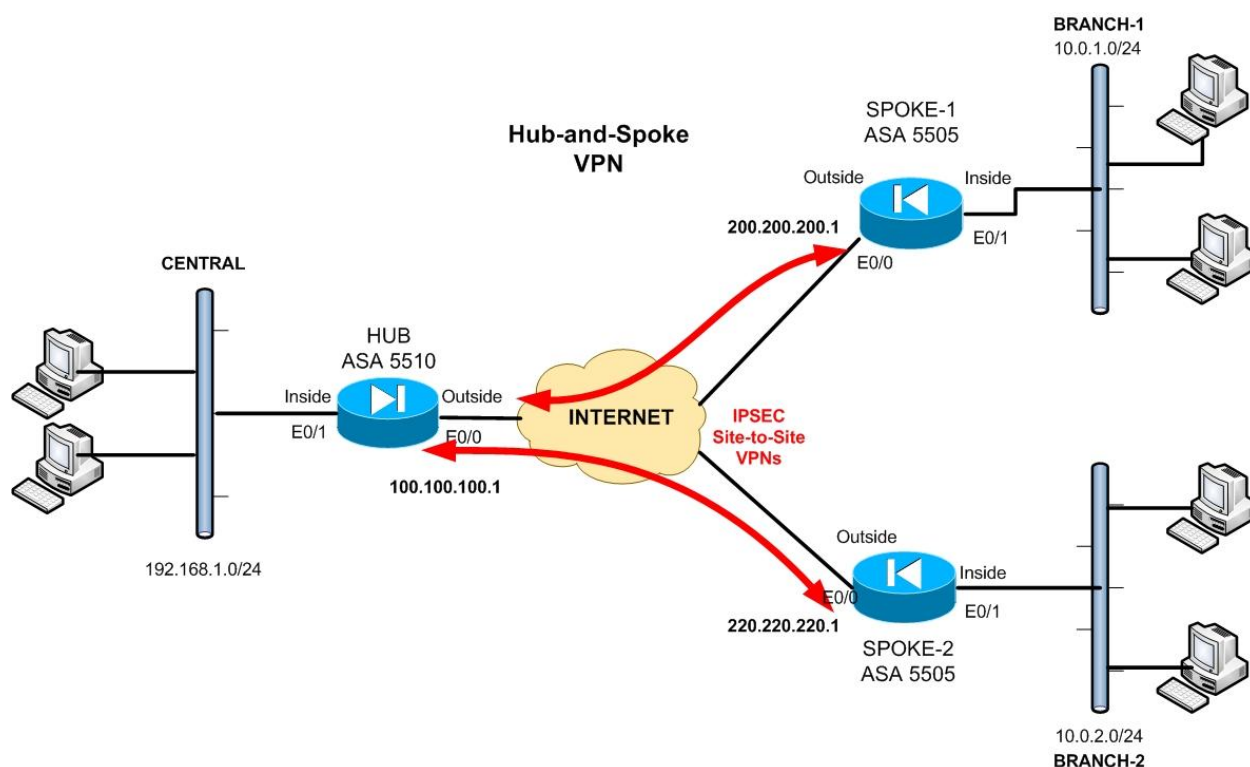 Hub-and-Spoke
VPN
CENTRAL
192.168.1.0/24
HUB
ASA 5510
Inside
Outside
E0/1
E0/0
100.100.100.1
INTERNET
IPSEC
Site-to-Site
VPNs
BRANCH-1
10.0.1.0/24
SPOKE-1
ASA 5505
Outside
Inside
200.200.200.1
E0/0
E0/1
Outside
Inside
E0/0
E0/1
220.220.220.1
SPOKE-2
ASA 5505
10.0.2.0/24
BRANCH-2